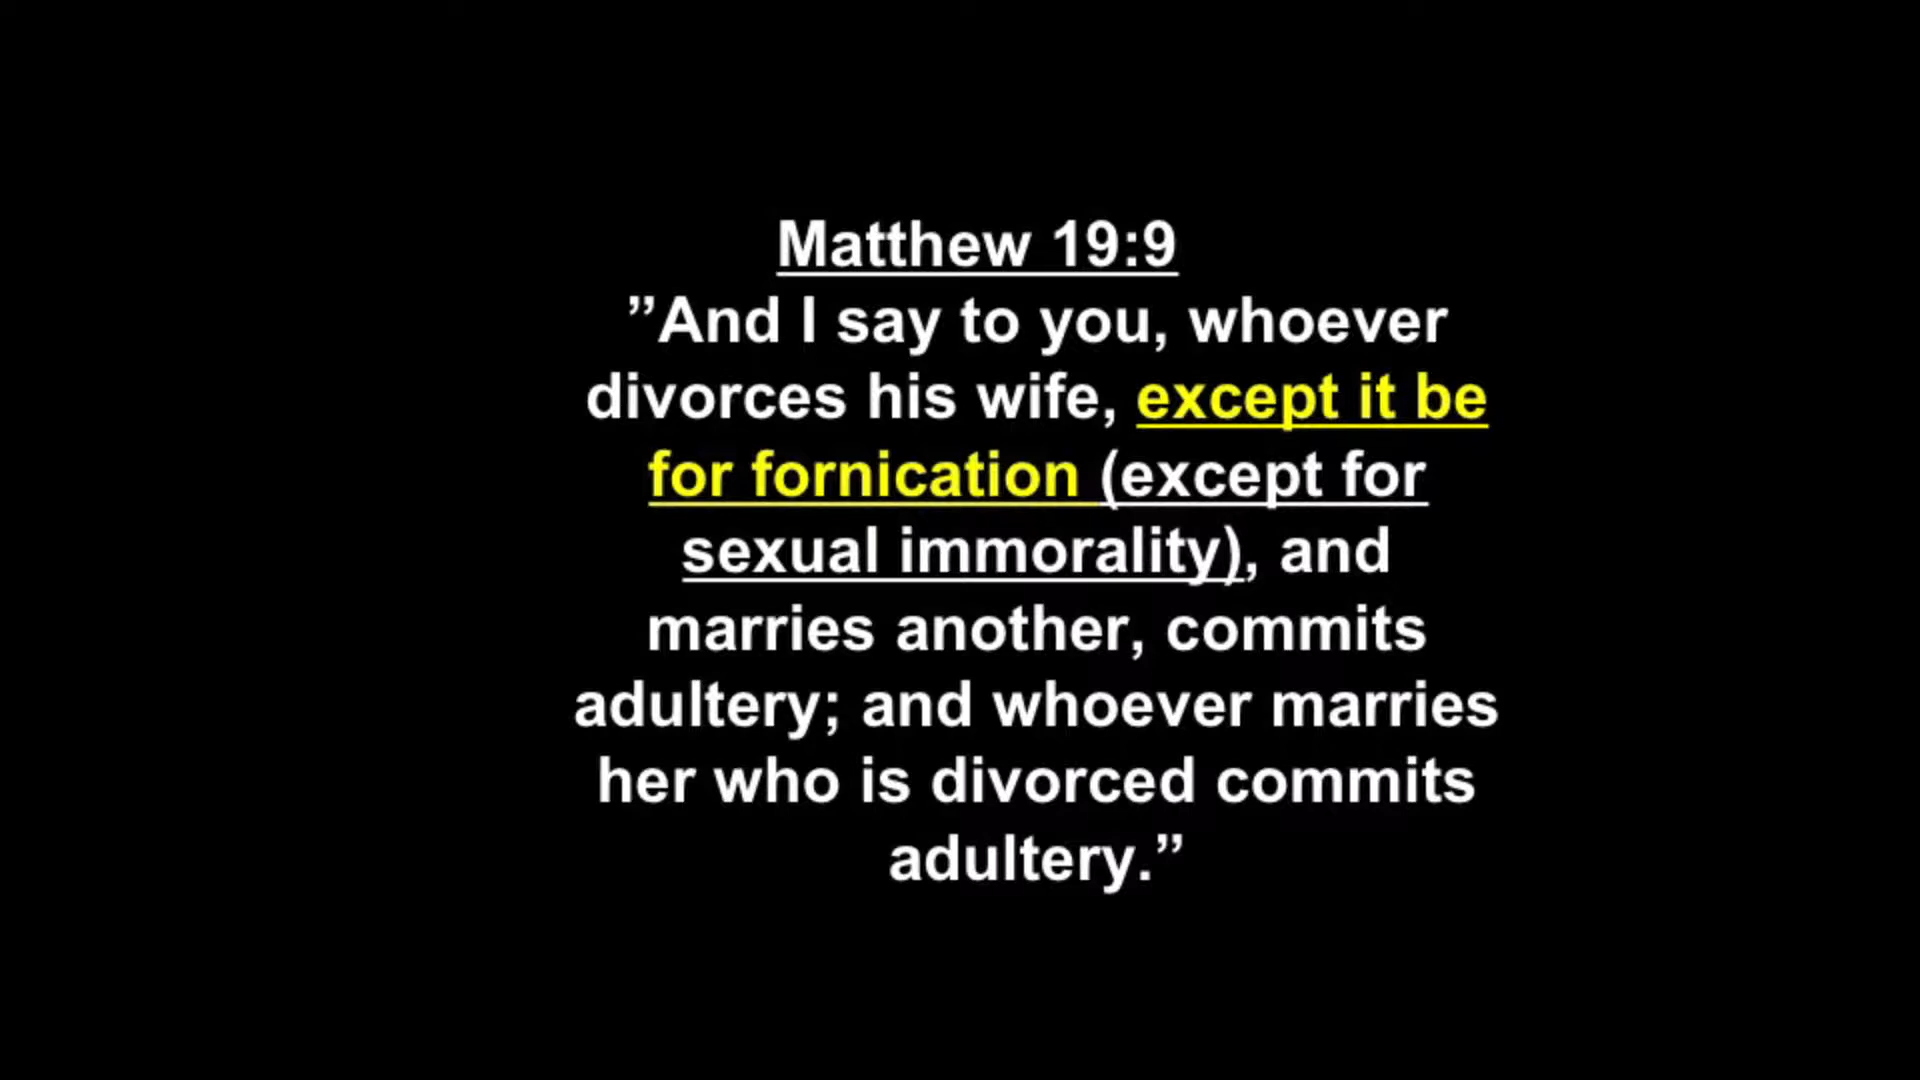 Matthew 19:9
”And I say to you, whoever
divorces his wife, except it be
for fornication (except for
sexual immorality), and
marries another, commits
adultery; and whoever marries
her who is divorced commits
adultery.”